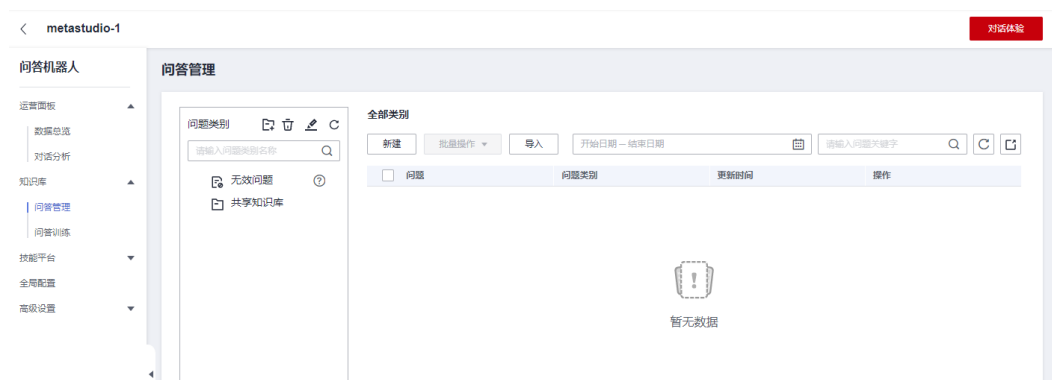 metastudio-1
对话体验
问答机器人
问答管理
运营面板
数据总览
对话分析
知识库
问答管理
问答训练
技能平台
全局配置
高级设置
问题类别
请输入问题类别名称
无效问题
共享知识库
全部类别
新建
批量操作
导入
开始日期 – 结束日期
请输入问题关键字
问题
问题类别
更新时间
操作
暂无数据